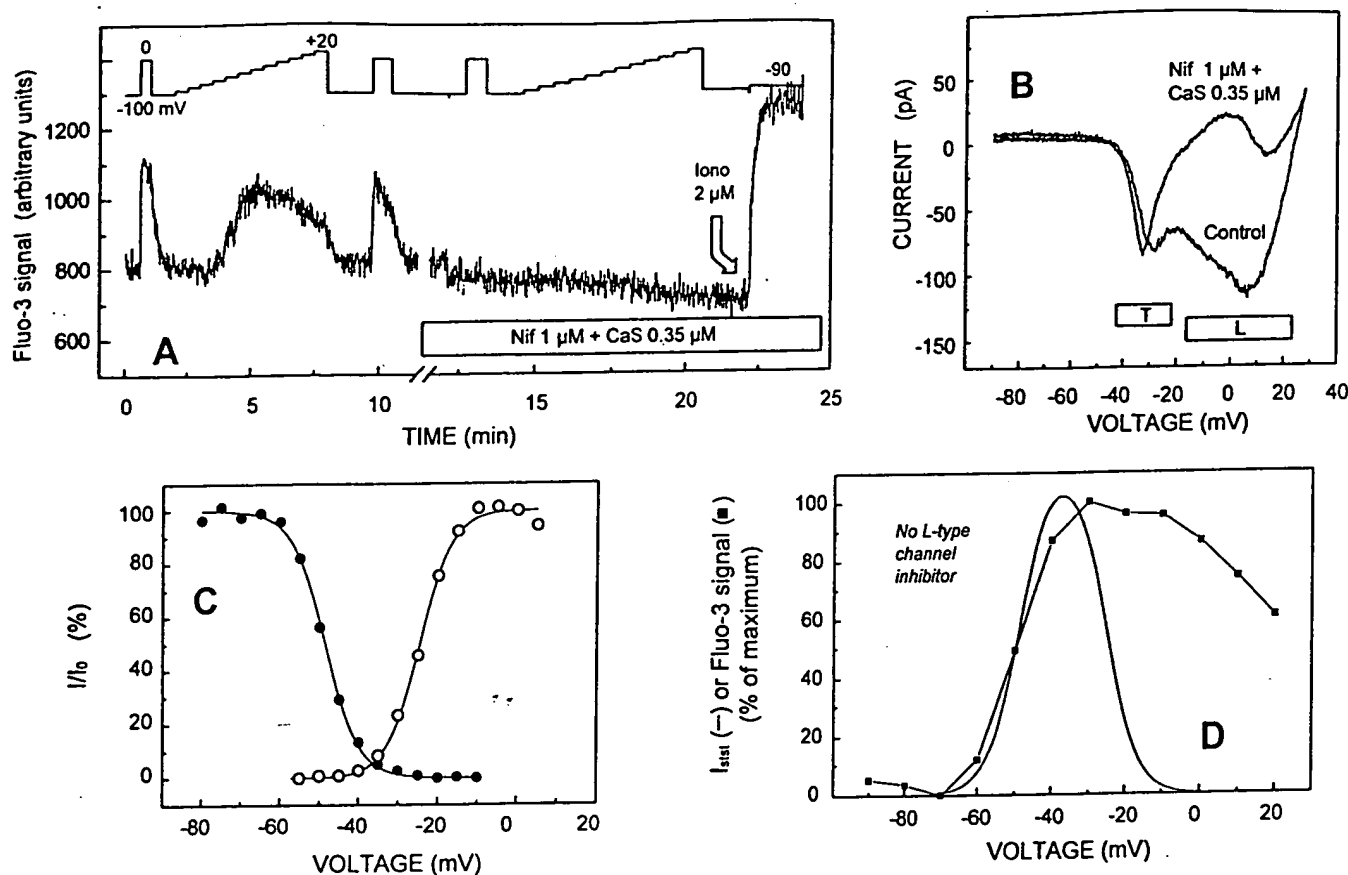 Fluo-3 signal (arbitrary units)
1200
1000
800
600
0
+20
-100 mV
-90
Iono
2 µM
A
Nif 1 µM + CaS 0.35 µM
0
5
10
15
20
25
TIME (min)
CURRENT (pA)
50
0
-50
-100
-150
B
Nif 1 µM +
CaS 0.35 µM
Control
T
L
-80
-60
-40
-20
0
20
40
VOLTAGE (mV)
I/I₀ (%)
100
80
60
40
20
0
C
-80
-60
-40
-20
0
20
VOLTAGE (mV)
Istst (—) or Fluo-3 signal (■)
(% of maximum)
100
80
60
40
20
0
No L-type
channel
inhibitor
D
-80
-60
-40
-20
0
20
VOLTAGE (mV)